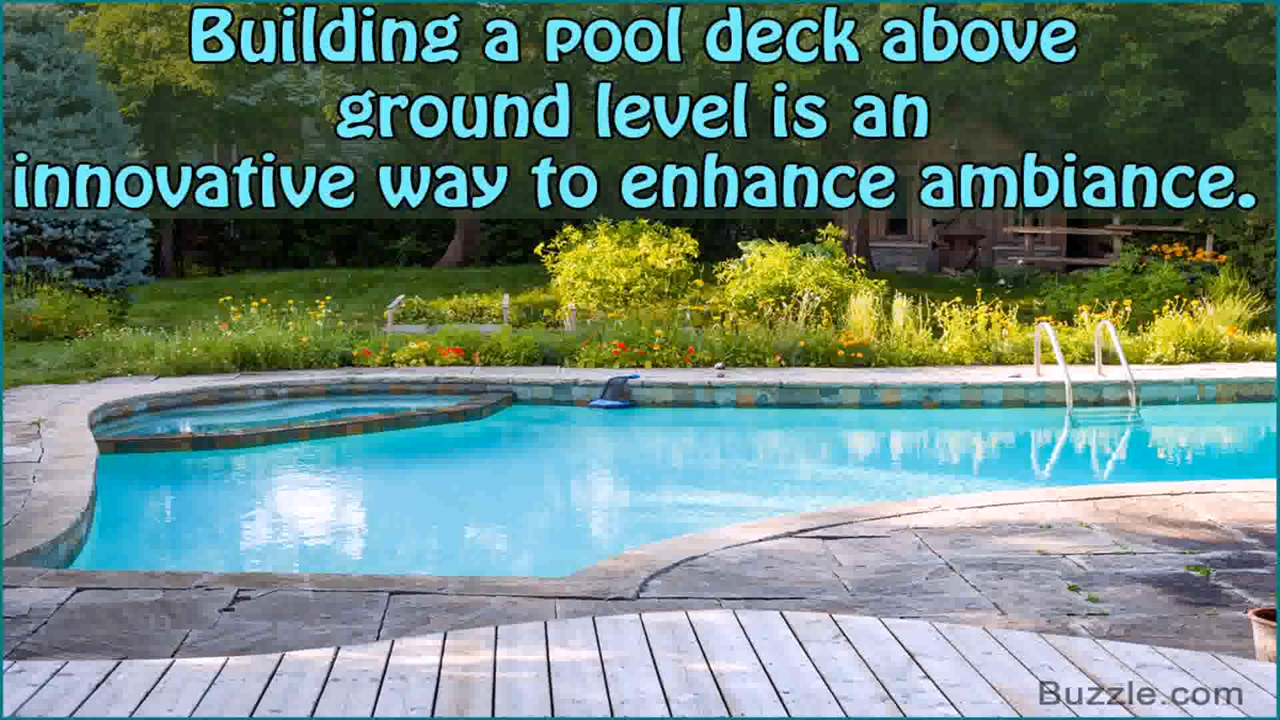 Building a pool deck above
ground level is an
innovative way to enhance ambiance.
Buzzle.com